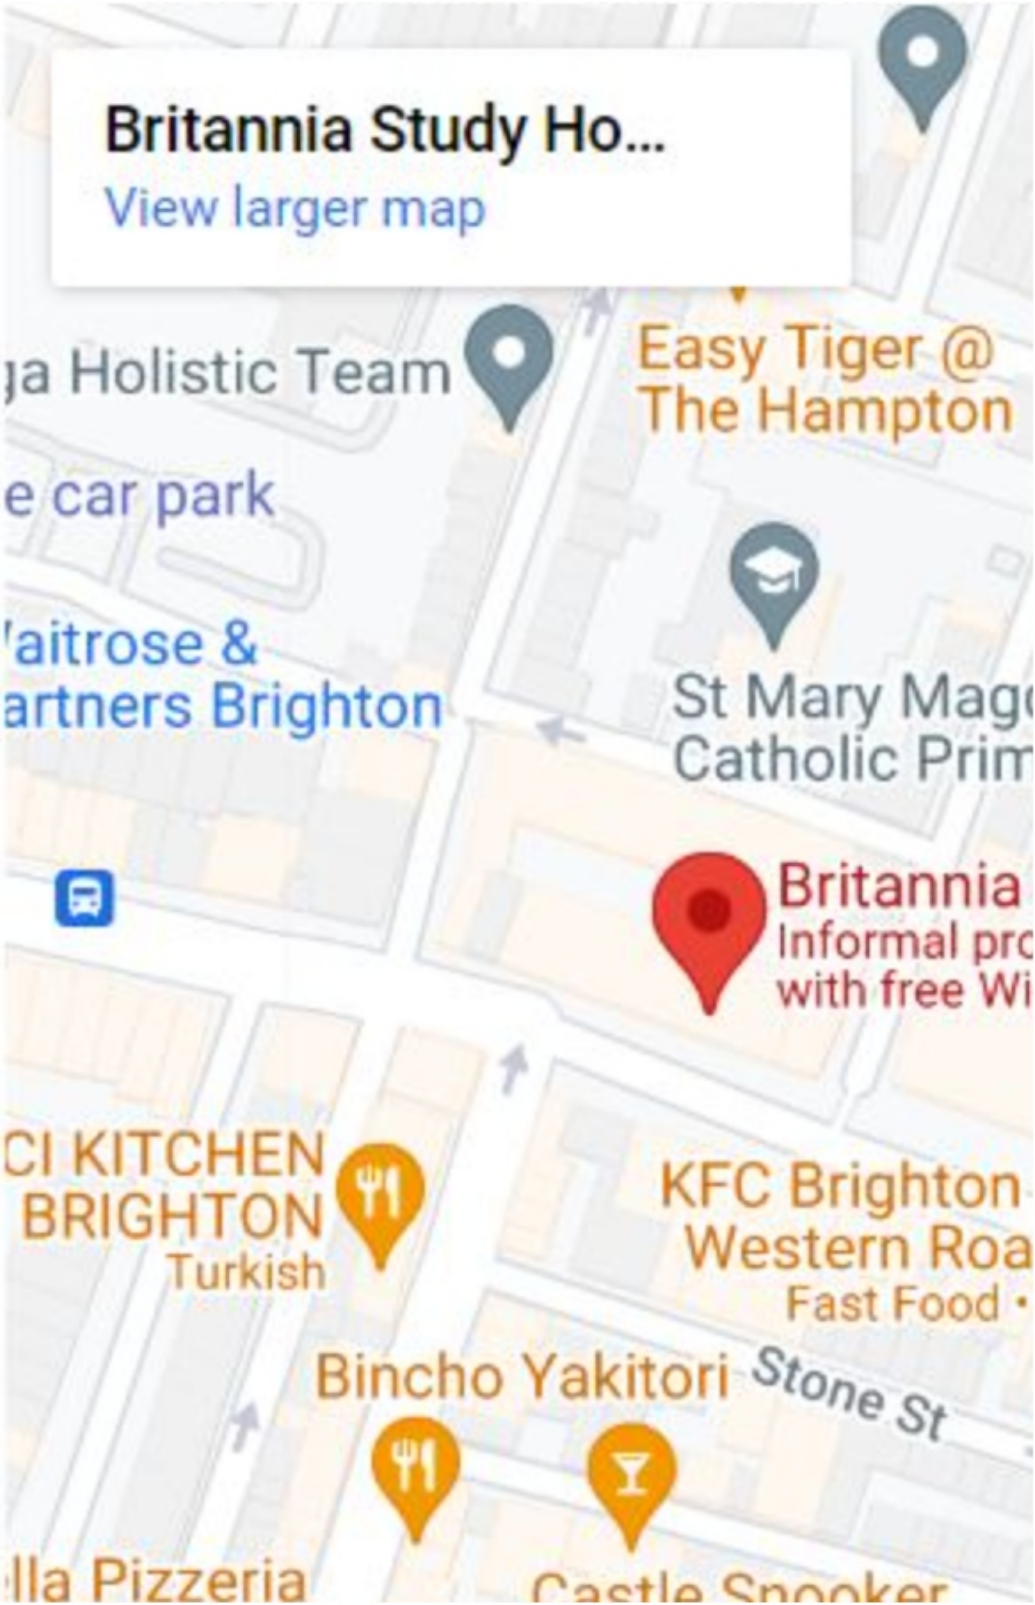 Britannia Study Ho...
View larger map
ga Holistic Team
Easy Tiger @
The Hampton
e car park
aitrose &
artners Brighton
St Mary Mag
Catholic Prim
Britannia
Informal pro
with free Wi
CI KITCHEN
BRIGHTON
Turkish
KFC Brighton
Western Roa
Fast Food •
Stone St
Bincho Yakitori
lla Pizzeria
Castle Snooker